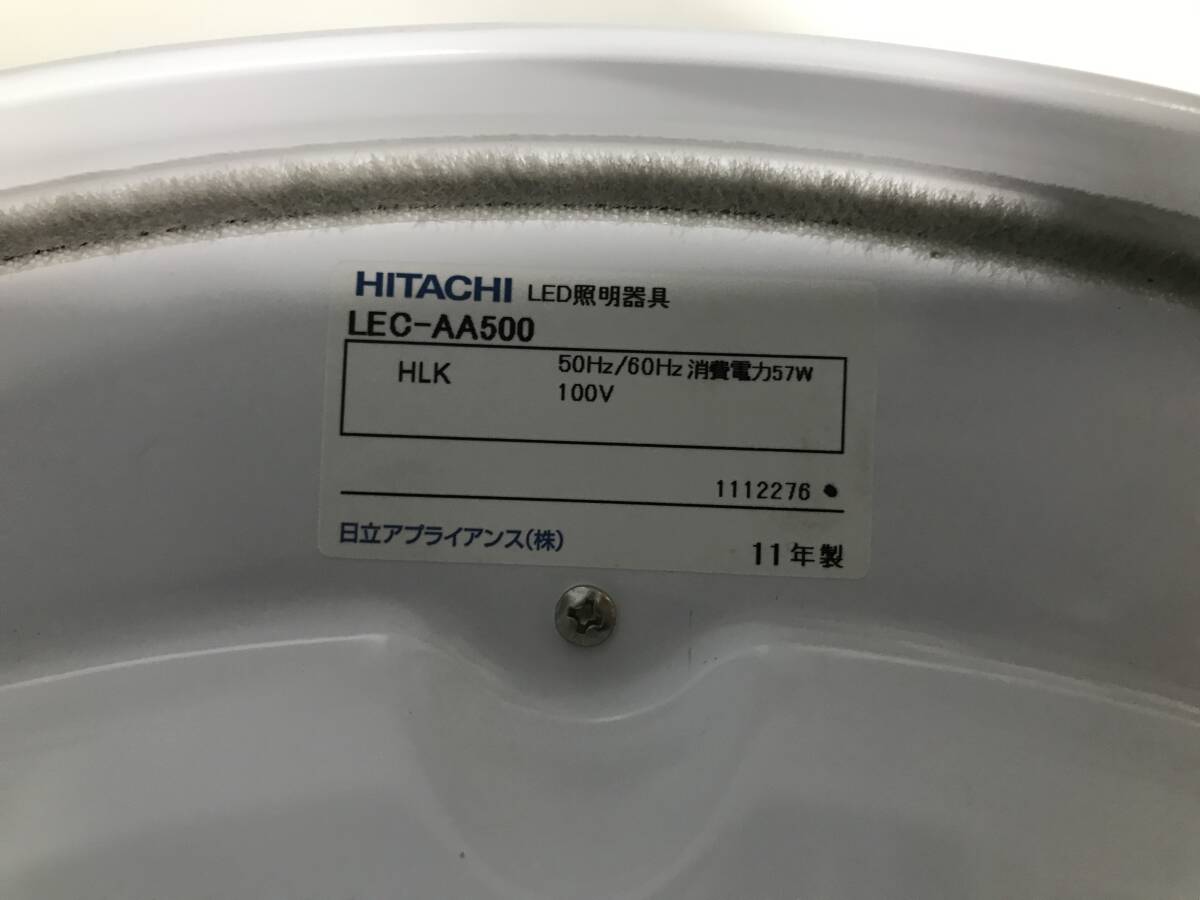 HITACHI LED照明器具
LEC-AA500
HLK 50Hz/60Hz 消費電力57W
100V
1112276
日立アプライアンス(株)
11年製